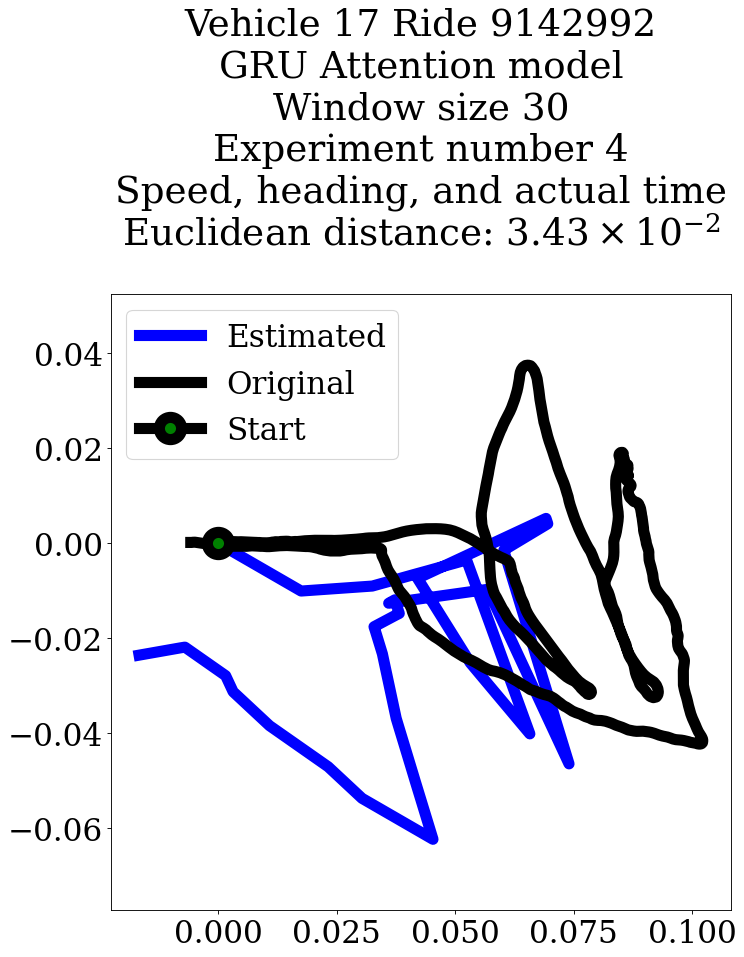 Vehicle 17 Ride 9142992
GRU Attention model
Window size 30
Experiment number 4
Speed, heading, and actual time
Euclidean distance: 3.43 × 10⁻²
Estimated
Original
Start
0.04
0.02
0.00
−0.02
−0.04
−0.06
0.000 0.025 0.050 0.075 0.100